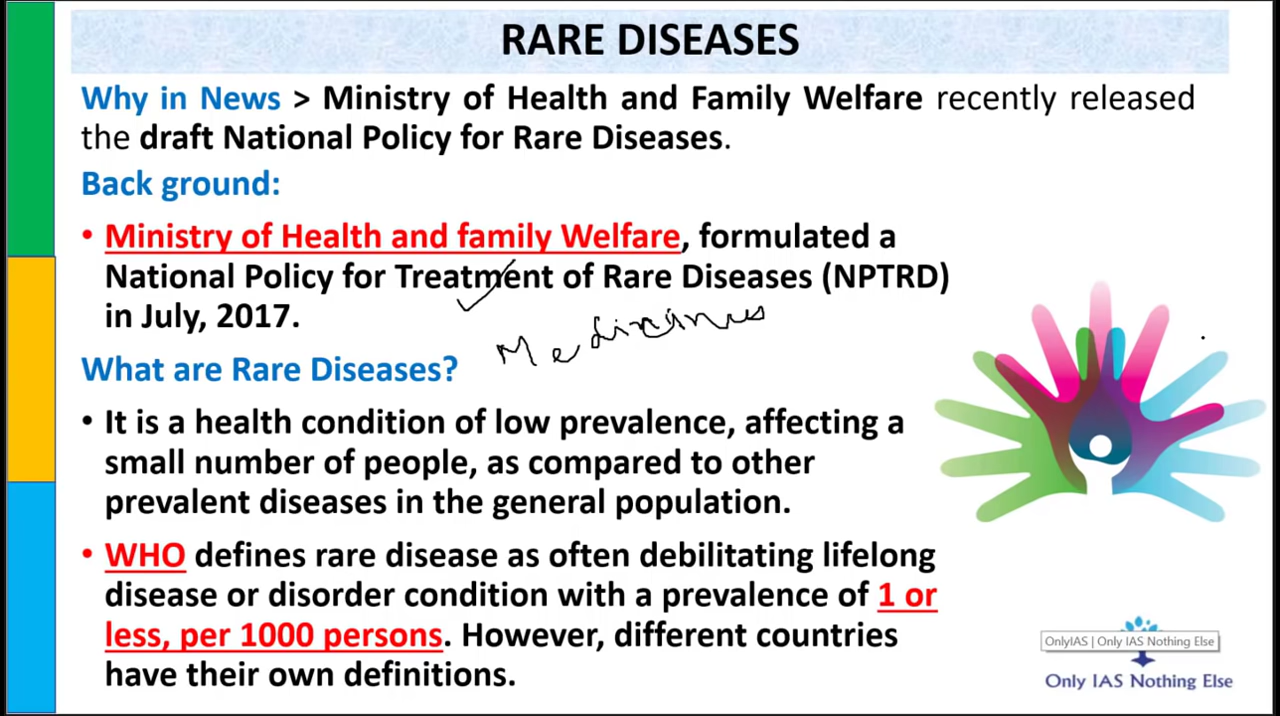 RARE DISEASES
Why in News > Ministry of Health and Family Welfare recently released
the draft National Policy for Rare Diseases.
Back ground:
• Ministry of Health and family Welfare, formulated a
National Policy for Treatment of Rare Diseases (NPTRD)
in July, 2017.
What are Rare Diseases?
• It is a health condition of low prevalence, affecting a
small number of people, as compared to other
prevalent diseases in the general population.
• WHO defines rare disease as often debilitating lifelong
disease or disorder condition with a prevalence of 1 or
less, per 1000 persons. However, different countries
have their own definitions.
OnlyIAS | Only IAS Nothing Else
Only IAS Nothing Else